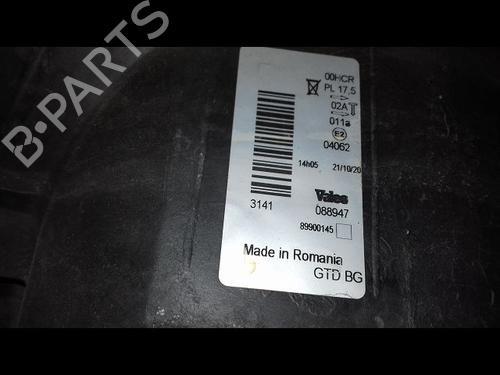 00HCR
PL 17,5
02A
011a
E2
04062
14h05 21/10/20
Valeo
3141 088947
89900145
Made in Romania
GTD BG
B-PARTS